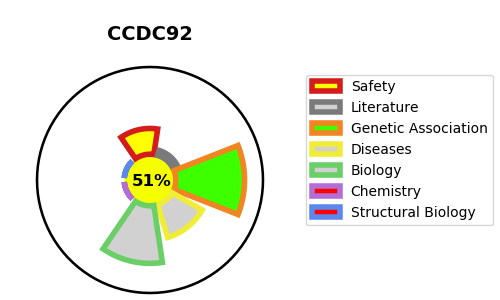 CCDC92
51%
Safety
Literature
Genetic Association
Diseases
Biology
Chemistry
Structural Biology